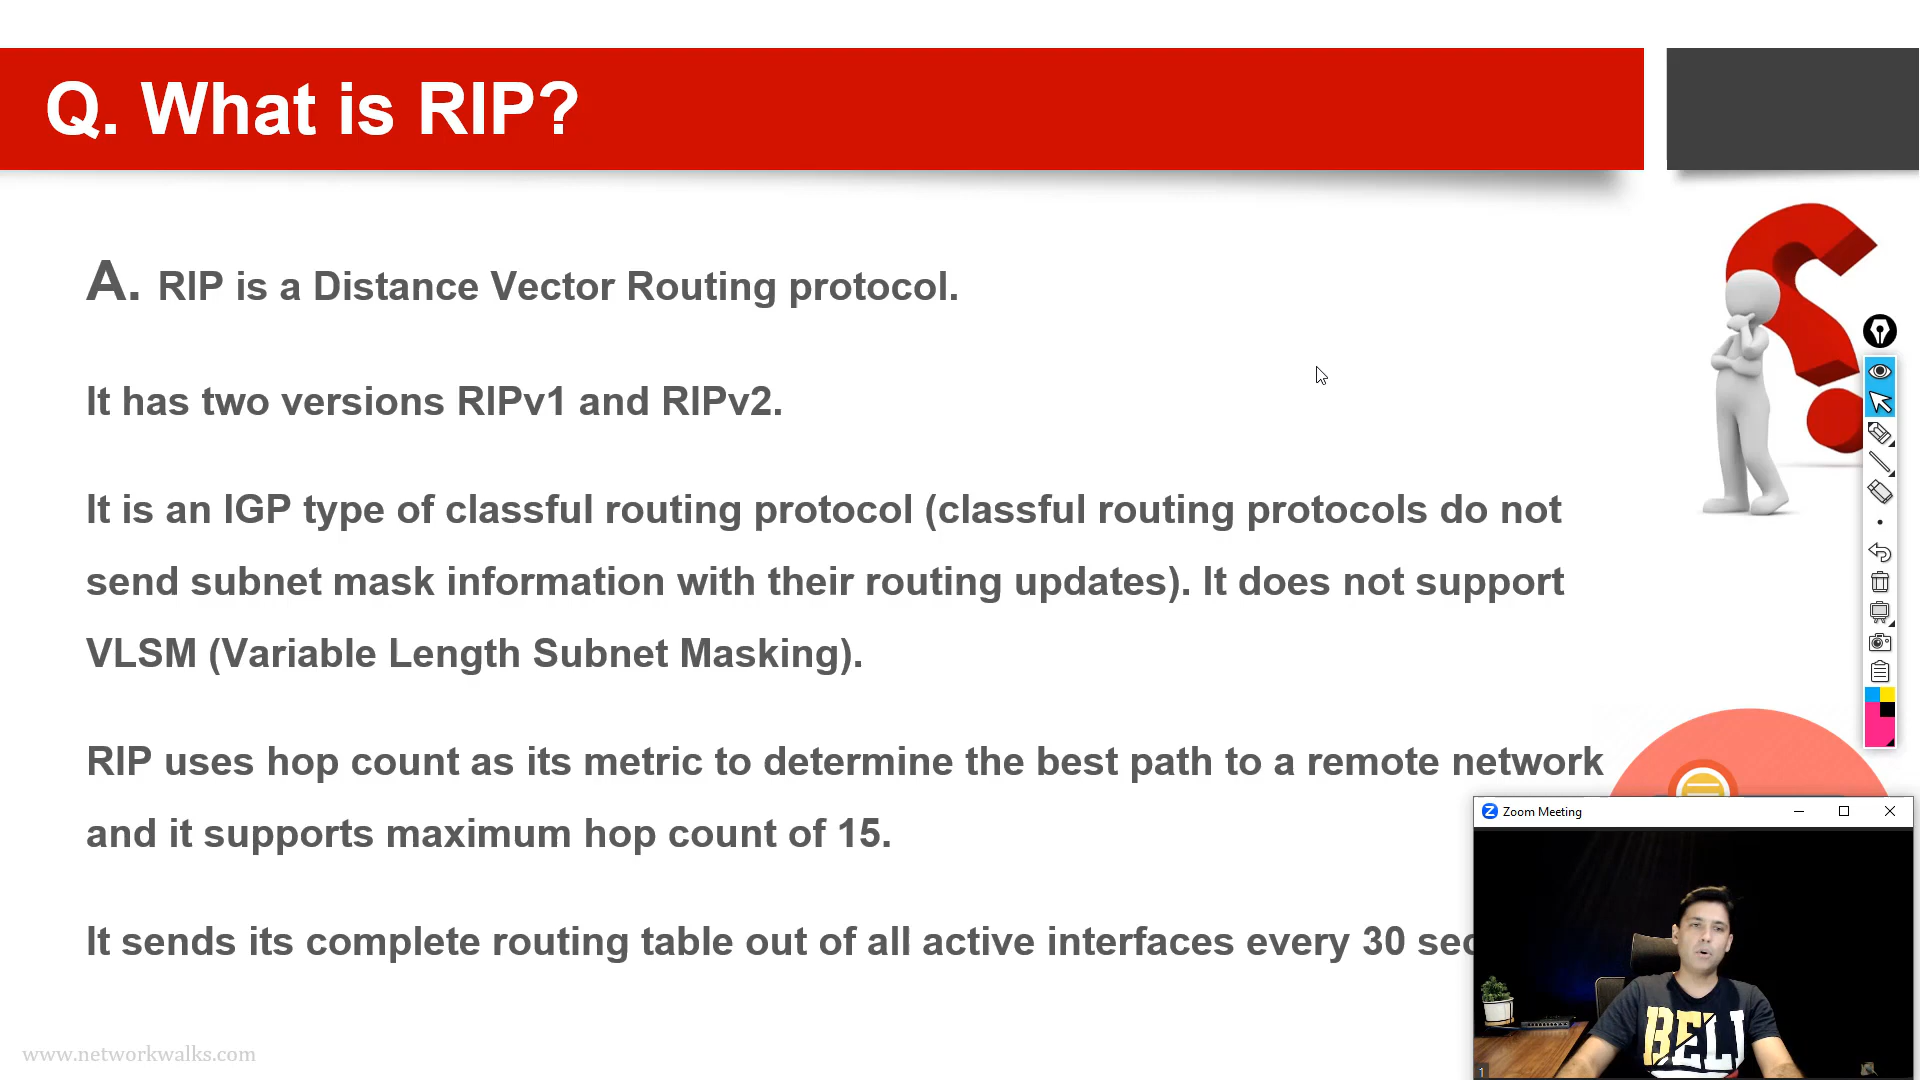 Q. What is RIP?
A. RIP is a Distance Vector Routing protocol.
It has two versions RIPv1 and RIPv2.
It is an IGP type of classful routing protocol (classful routing protocols do not
send subnet mask information with their routing updates). It does not support
VLSM (Variable Length Subnet Masking).
RIP uses hop count as its metric to determine the best path to a remote network
and it supports maximum hop count of 15.
It sends its complete routing table out of all active interfaces every 30
Zoom Meeting
BELI
1
www.networkwalks.com